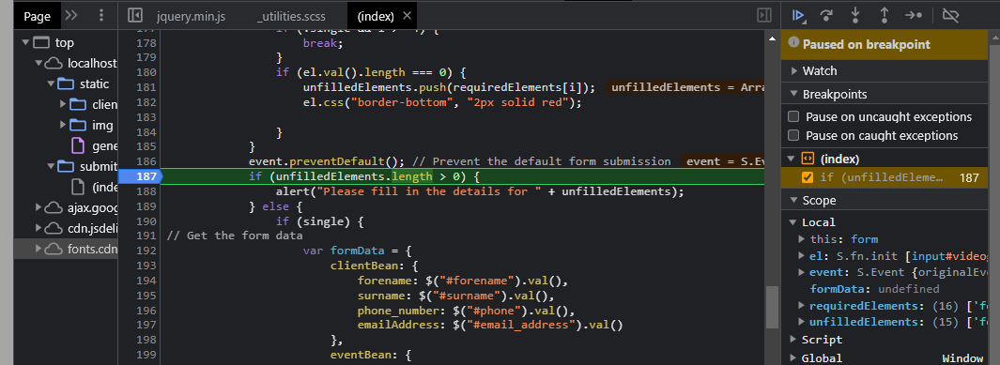 Page
jquery.min.js
_utilities.scss
(index)
top
localhost
static
clien
img
gene
submit
(inde
ajax.goog
cdn.jsdeli
fonts.cdn
177
178 break;
179 }
180 if (el.val().length === 0) {
181 unfilledElements.push(requiredElements[i]); unfilledElements = Arra
182 el.css("border-bottom", "2px solid red");
183
184 }
185 }
186 event.preventDefault(); // Prevent the default form submission event = S.Ev
187 if (unfilledElements.length > 0) {
188 alert("Please fill in the details for " + unfilledElements);
189 } else {
190 if (single) {
191 // Get the form data
192 var formData = {
193 clientBean: {
194 forename: $("#forename").val(),
195 surname: $("#surname").val(),
196 phone_number: $("#phone").val(),
197 emailAddress: $("#email_address").val()
198 },
199 eventBean: {
Paused on breakpoint
Watch
Breakpoints
Pause on uncaught exceptions
Pause on caught exceptions
(index)
if (unfilledEleme… 187
Scope
Local
this: form
el: S.fn.init [input#videog
event: S.Event {originalEv
formData: undefined
requiredElements: (16) ['fo
unfilledElements: (15) ['fo
Script
Global Window